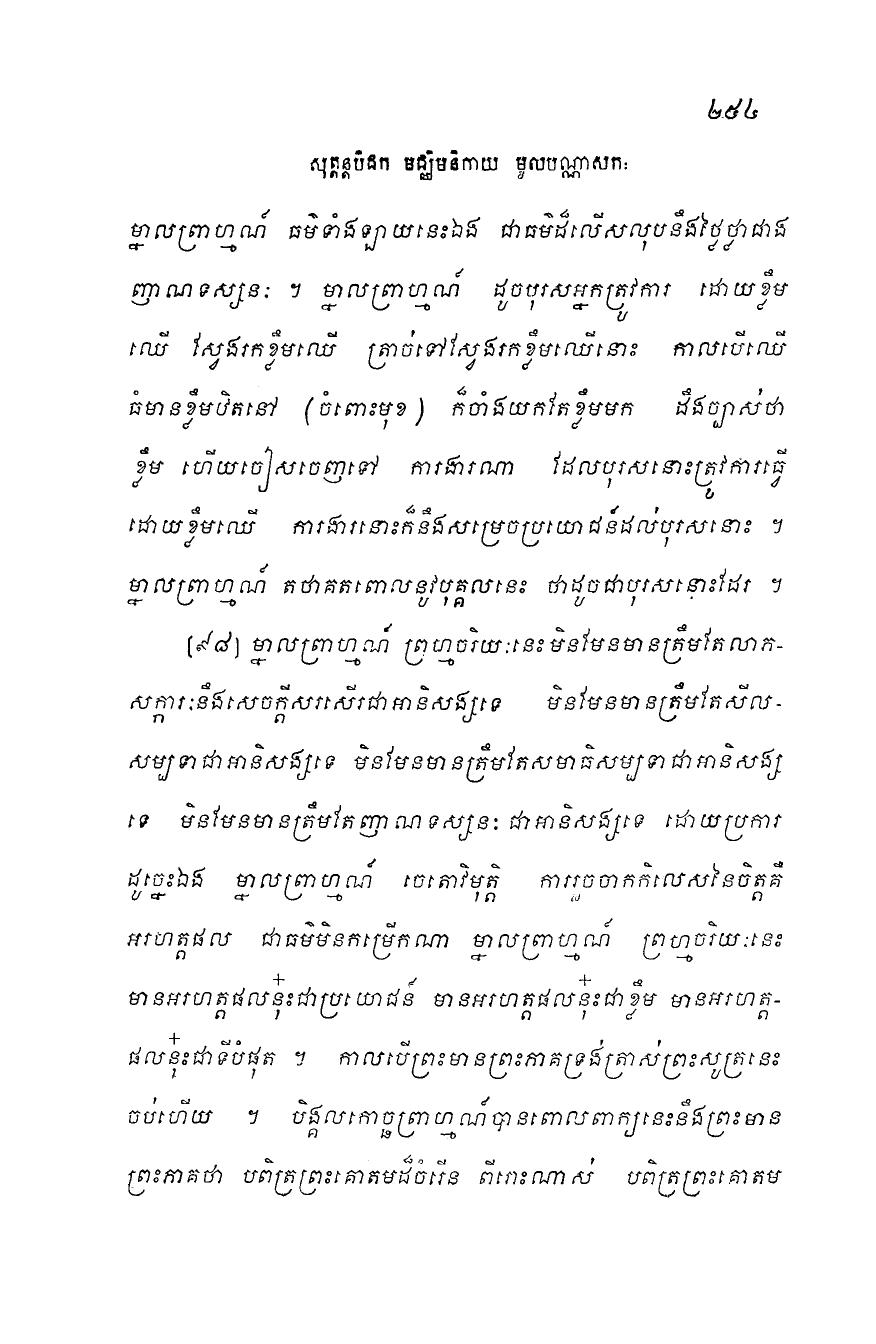 ២៥៤
សុត្តន្តបិដក មជ្ឈិមនិកាយ មូលបណ្ណាសកៈ
ម្នាលព្រាហ្មណ៍ ធម៌ទាំងឡាយនេះឯង ជាធម៌ដ៏លើសលុបនឹងថ្លៃថ្លាជាង
ញាណទស្សនៈ ។ ម្នាលព្រាហ្មណ៍ ដូចបុរសអ្នកត្រូវការ ដោយខ្លឹម
ឈើ ស្វែងរកខ្លឹមឈើ ត្រាច់ទៅស្វែងរកខ្លឹមឈើនោះ កាលបើឈើ
ធំមានខ្លឹមឋិតនៅ (ចំពោះមុខ) ក៏ចាំងយកតែខ្លឹមមក ដឹងច្បាស់ថា
ខ្លឹម ហើយចៀសចេញទៅ ការងារណា ដែលបុរសនោះត្រូវការធ្វើ
ដោយខ្លឹមឈើ ការងារនោះក៏នឹងសម្រេចប្រយោជន៍ដល់បុរសនោះ ។
ម្នាលព្រាហ្មណ៍ តថាគតពោលនូវបុគ្គលនេះ ថាដូចជាបុរសនោះដែរ ។
[៩៨] ម្នាលព្រាហ្មណ៍ ព្រហ្មចរិយៈនេះមិនមែនមានត្រឹមតែលាភ-
សក្ការៈនឹងសេចក្តីសរសើរជាអានិសង្សទេ មិនមែនមានត្រឹមតែសីល-
សម្បទាជាអានិសង្សទេ មិនមែនមានត្រឹមតែសមាធិសម្បទាជាអានិសង្ស
ទេ មិនមែនមានត្រឹមតែញាណទស្សនៈជាអានិសង្សទេ ដោយប្រការ
ដូច្នេះឯង ម្នាលព្រាហ្មណ៍ ចេតោវិមុត្តិ ការរួចចាកកិលេសនៃចិត្តគឺ
អរហត្តផល ជាធម៌មិនកម្រើកណា ម្នាលព្រាហ្មណ៍ ព្រហ្មចរិយៈនេះ
មានអរហត្តផលនុ៎ះជាប្រយោជន៍ មានអរហត្តផលនុ៎ះជាខ្លឹម មានអរហត្ត-
ផលនុ៎ះជាទីបំផុត ។ កាលបើព្រះមានព្រះភាគទ្រង់ត្រាស់ព្រះសូត្រនេះ
ចប់ហើយ ។ បិង្គលកោច្ឆព្រាហ្មណ៍បានពោលពាក្យនេះនឹងព្រះមាន
ព្រះភាគថា បពិត្រព្រះគោតមដ៏ចំរើន ពីរោះណាស់ បពិត្រព្រះគោតម